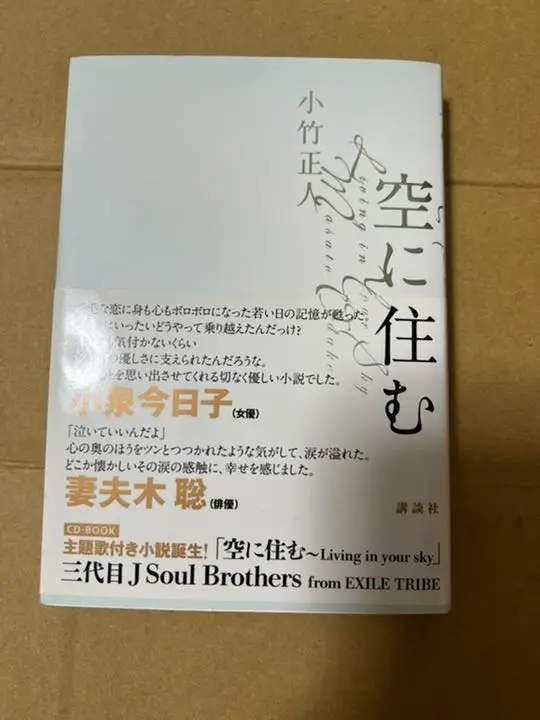 小竹正人
空に住む
Living in Your Sky
Masato Odake
な恋に身も心もボロボロになった若い日の記憶が甦った
はいったいどうやって乗り越えたんだっけ?
気付かないくらい
の優しさに支えられたんだろうな。
を思い出させてくれる切なく優しい小説でした。
小泉今日子(女優)
「泣いていいんだよ」
心の奥のほうをツンとつつかれたような気がして、涙が溢れた。
どこか懐かしいその涙の感触に、幸せを感じました。
妻夫木 聡(俳優)
講談社
CD-BOOK
主題歌付き小説誕生!「空に住む~Living in your sky」
三代目 J Soul Brothers from EXILE TRIBE